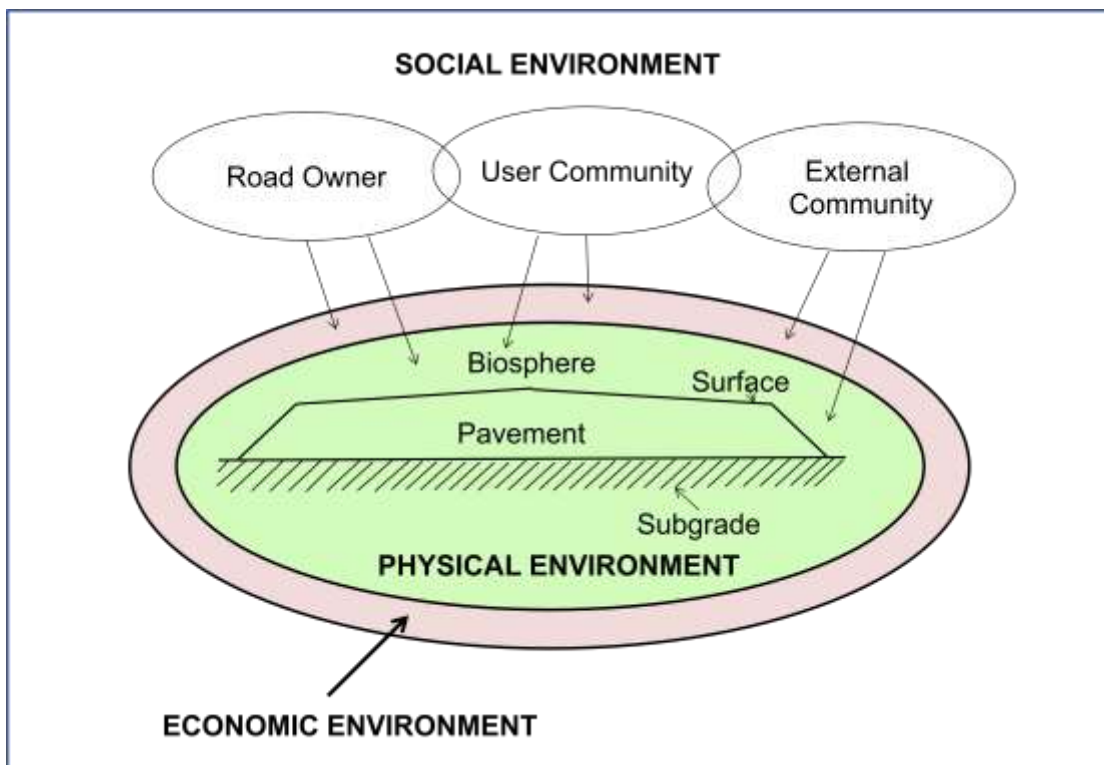 SOCIAL ENVIRONMENT
Road Owner
User Community
External
Community
Biosphere
Surface
Pavement
Subgrade
PHYSICAL ENVIRONMENT
ECONOMIC ENVIRONMENT